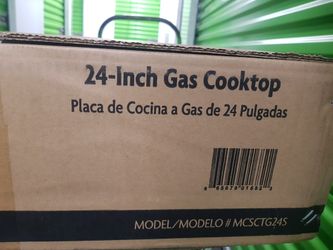 24-Inch Gas Cooktop
Placa de Cocina a Gas de 24 Pulgadas
MODEL/MODELO # MCSCTG24S